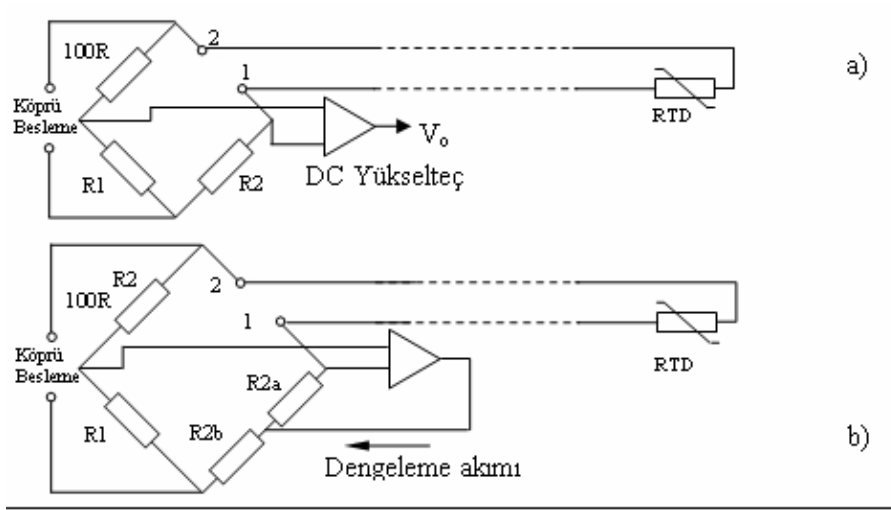 100R
2
1
a)
Köprü
Besleme
RTD
Vo
R1
R2
DC Yükselteç
R2
100R
2
1
Köprü
Besleme
RTD
R2a
R1
R2b
b)
Dengeleme akımı